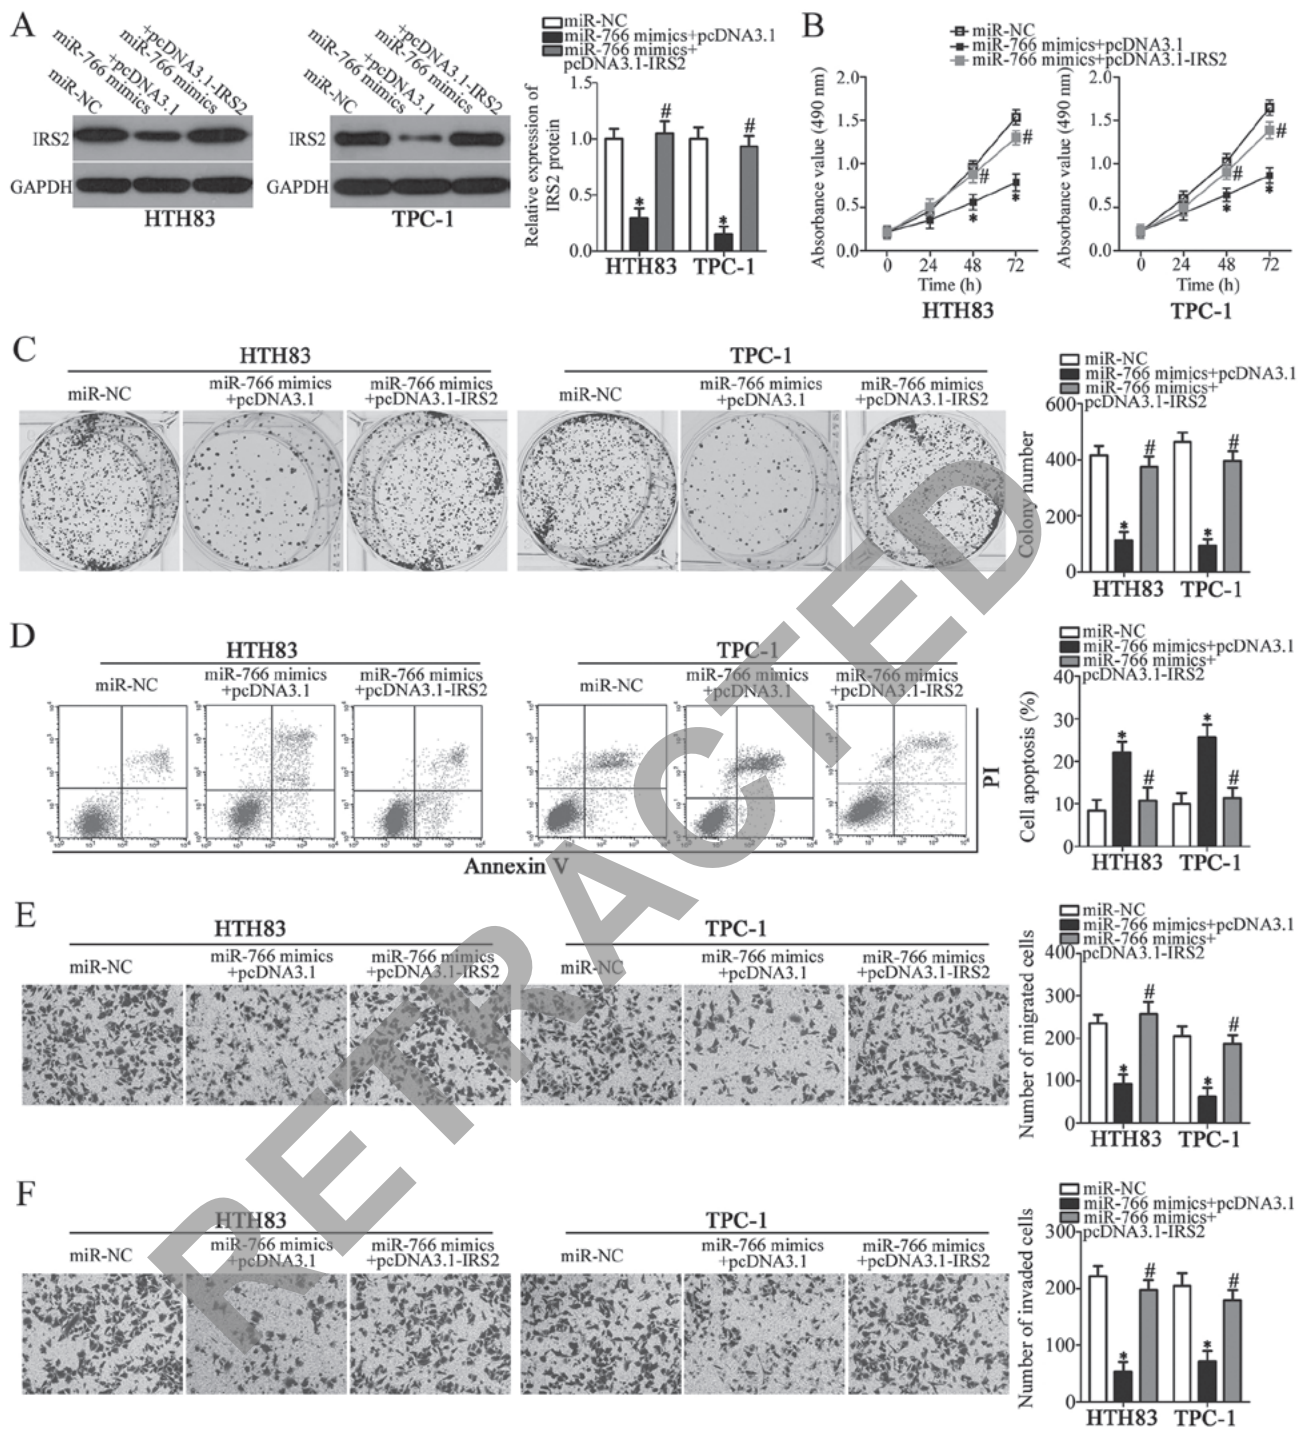 A
miR-NC
miR-766 mimics
+pcDNA3.1
miR-766 mimics
+pcDNA3.1-IRS2
IRS2
GAPDH
HTH83
miR-NC
miR-766 mimics
+pcDNA3.1
miR-766 mimics
+pcDNA3.1-IRS2
IRS2
GAPDH
TPC-1
miR-NC
miR-766 mimics+pcDNA3.1
miR-766 mimics+
pcDNA3.1-IRS2
Relative expression of
IRS2 protein
1.5
1.0
0.5
0.0
* # * #
HTH83 TPC-1
B
miR-NC
miR-766 mimics+pcDNA3.1
miR-766 mimics+pcDNA3.1-IRS2
Absorbance value (490 nm)
2.0
1.5
1.0
0.5
0.0
# # * *
0 24 48 72
Time (h)
HTH83
Absorbance value (490 nm)
2.0
1.5
1.0
0.5
0.0
# # * *
0 24 48 72
Time (h)
TPC-1
C
HTH83
miR-NC
miR-766 mimics
+pcDNA3.1
miR-766 mimics
+pcDNA3.1-IRS2
TPC-1
miR-NC
miR-766 mimics
+pcDNA3.1
miR-766 mimics
+pcDNA3.1-IRS2
miR-NC
miR-766 mimics+pcDNA3.1
miR-766 mimics+
pcDNA3.1-IRS2
Colony number
600
400
200
0
* # * #
HTH83 TPC-1
D
HTH83
miR-NC
miR-766 mimics
+pcDNA3.1
miR-766 mimics
+pcDNA3.1-IRS2
TPC-1
miR-NC
miR-766 mimics
+pcDNA3.1
miR-766 mimics
+pcDNA3.1-IRS2
PI
Annexin V
miR-NC
miR-766 mimics+pcDNA3.1
miR-766 mimics+
pcDNA3.1-IRS2
Cell apoptosis (%)
40
30
20
10
0
* # * #
HTH83 TPC-1
E
HTH83
miR-NC
miR-766 mimics
+pcDNA3.1
miR-766 mimics
+pcDNA3.1-IRS2
TPC-1
miR-NC
miR-766 mimics
+pcDNA3.1
miR-766 mimics
+pcDNA3.1-IRS2
miR-NC
miR-766 mimics+pcDNA3.1
miR-766 mimics+
pcDNA3.1-IRS2
Number of migrated cells
400
300
200
100
0
* # * #
HTH83 TPC-1
F
HTH83
miR-NC
miR-766 mimics
+pcDNA3.1
miR-766 mimics
+pcDNA3.1-IRS2
TPC-1
miR-NC
miR-766 mimics
+pcDNA3.1
miR-766 mimics
+pcDNA3.1-IRS2
miR-NC
miR-766 mimics+pcDNA3.1
miR-766 mimics+
pcDNA3.1-IRS2
Number of invaded cells
300
200
100
0
* # * #
HTH83 TPC-1
RETRACTED